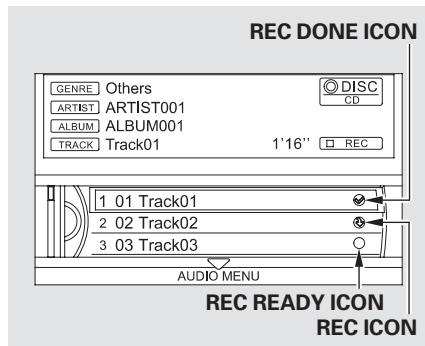 REC DONE ICON
GENRE Others
DISC
CD
ARTIST ARTIST001
ALBUM ALBUM001
TRACK Track01 1'16'' REC
1 01 Track01
2 02 Track02
3 03 Track03
AUDIO MENU
REC READY ICON
REC ICON